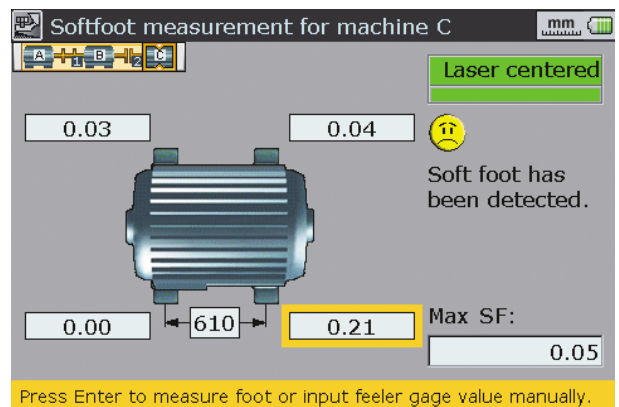 Softfoot measurement for machine C
mm
A 1 B 2 C
Laser centered
0.03
0.04
Soft foot has
been detected.
0.00
610
0.21
Max SF:
0.05
Press Enter to measure foot or input feeler gage value manually.